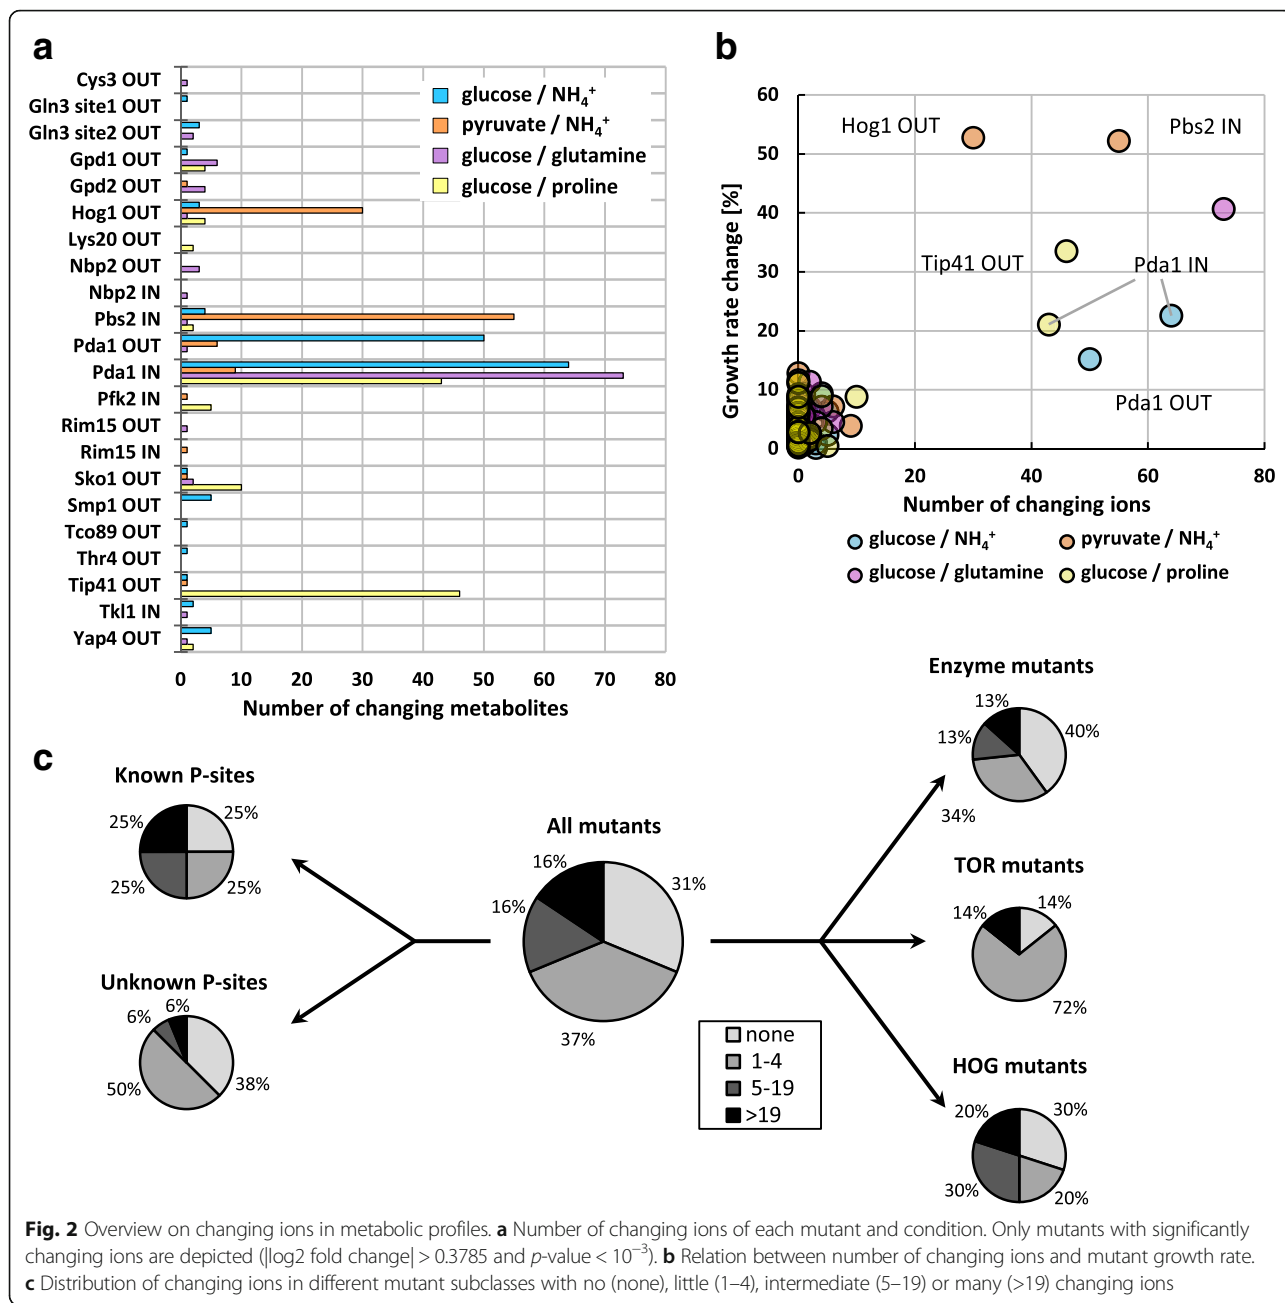 a
Cys3 OUT
Gln3 site1 OUT
Gln3 site2 OUT
Gpd1 OUT
Gpd2 OUT
Hog1 OUT
Lys20 OUT
Nbp2 OUT
Nbp2 IN
Pbs2 IN
Pda1 OUT
Pda1 IN
Pfk2 IN
Rim15 OUT
Rim15 IN
Sko1 OUT
Smp1 OUT
Tco89 OUT
Thr4 OUT
Tip41 OUT
Tkl1 IN
Yap4 OUT
glucose / NH₄⁺
pyruvate / NH₄⁺
glucose / glutamine
glucose / proline
0 10 20 30 40 50 60 70 80
Number of changing metabolites
b
Growth rate change [%]
60
50
40
30
20
10
0
Hog1 OUT
Pbs2 IN
Tip41 OUT
Pda1 IN
Pda1 OUT
0 20 40 60 80
Number of changing ions
glucose / NH₄⁺ pyruvate / NH₄⁺
glucose / glutamine glucose / proline
c
Known P-sites
25% 25%
25% 25%
Unknown P-sites
6%
6%
50% 38%
All mutants
16%
31%
16%
37%
none
1-4
5-19
>19
Enzyme mutants
13%
40%
13%
34%
TOR mutants
14% 14%
72%
HOG mutants
20% 30%
30% 20%
Fig. 2 Overview on changing ions in metabolic profiles. a Number of changing ions of each mutant and condition. Only mutants with significantly
changing ions are depicted (|log2 fold change| > 0.3785 and p-value < 10⁻³). b Relation between number of changing ions and mutant growth rate.
c Distribution of changing ions in different mutant subclasses with no (none), little (1–4), intermediate (5–19) or many (>19) changing ions